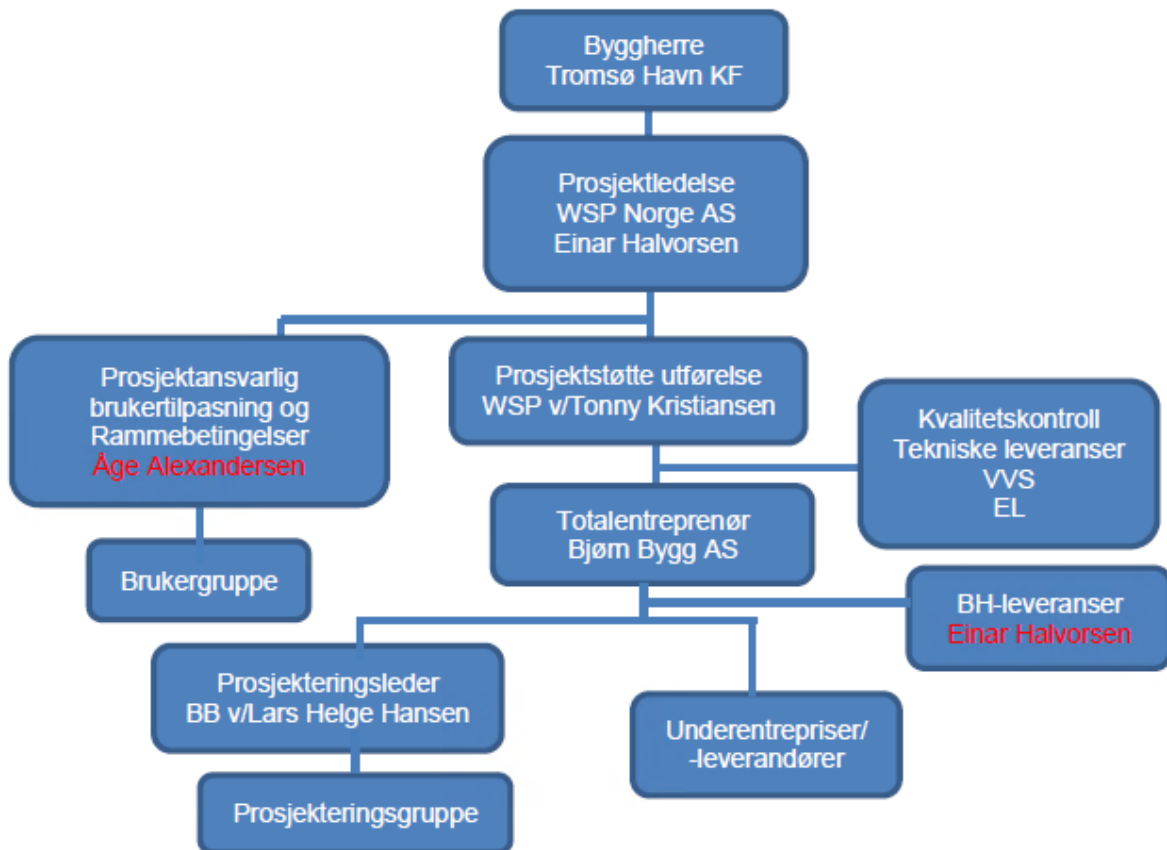 Byggherre
Tromsø Havn KF
Prosjektledelse
WSP Norge AS
Einar Halvorsen
Prosjektansvarlig
brukertilpasning og
Rammebetingelser
Åge Alexandersen
Prosjektstøtte utførelse
WSP v/Tonny Kristiansen
Kvalitetskontroll
Tekniske leveranser
VVS
EL
Totalentreprenør
Bjørn Bygg AS
Brukergruppe
BH-leveranser
Einar Halvorsen
Prosjekteringsleder
BB v/Lars Helge Hansen
Underentrepriser/
-leverandører
Prosjekteringsgruppe